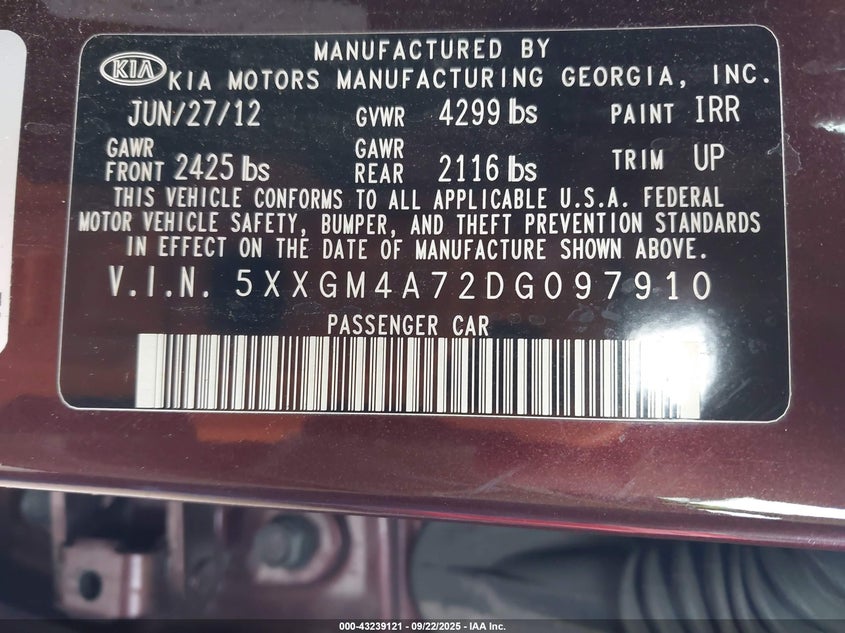 MANUFACTURED BY
KIA KIA MOTORS MANUFACTURING GEORGIA, INC.
JUN/27/12 GVWR 4299 lbs PAINT IRR
GAWR FRONT 2425 lbs GAWR REAR 2116 lbs TRIM UP
THIS VEHICLE CONFORMS TO ALL APPLICABLE U.S.A. FEDERAL
MOTOR VEHICLE SAFETY, BUMPER, AND THEFT PREVENTION STANDARDS
IN EFFECT ON THE DATE OF MANUFACTURE SHOWN ABOVE.
V.I.N. 5XXGM4A72DG097910
PASSENGER CAR
000-43239121 - 09/22/2025 - IAA Inc.